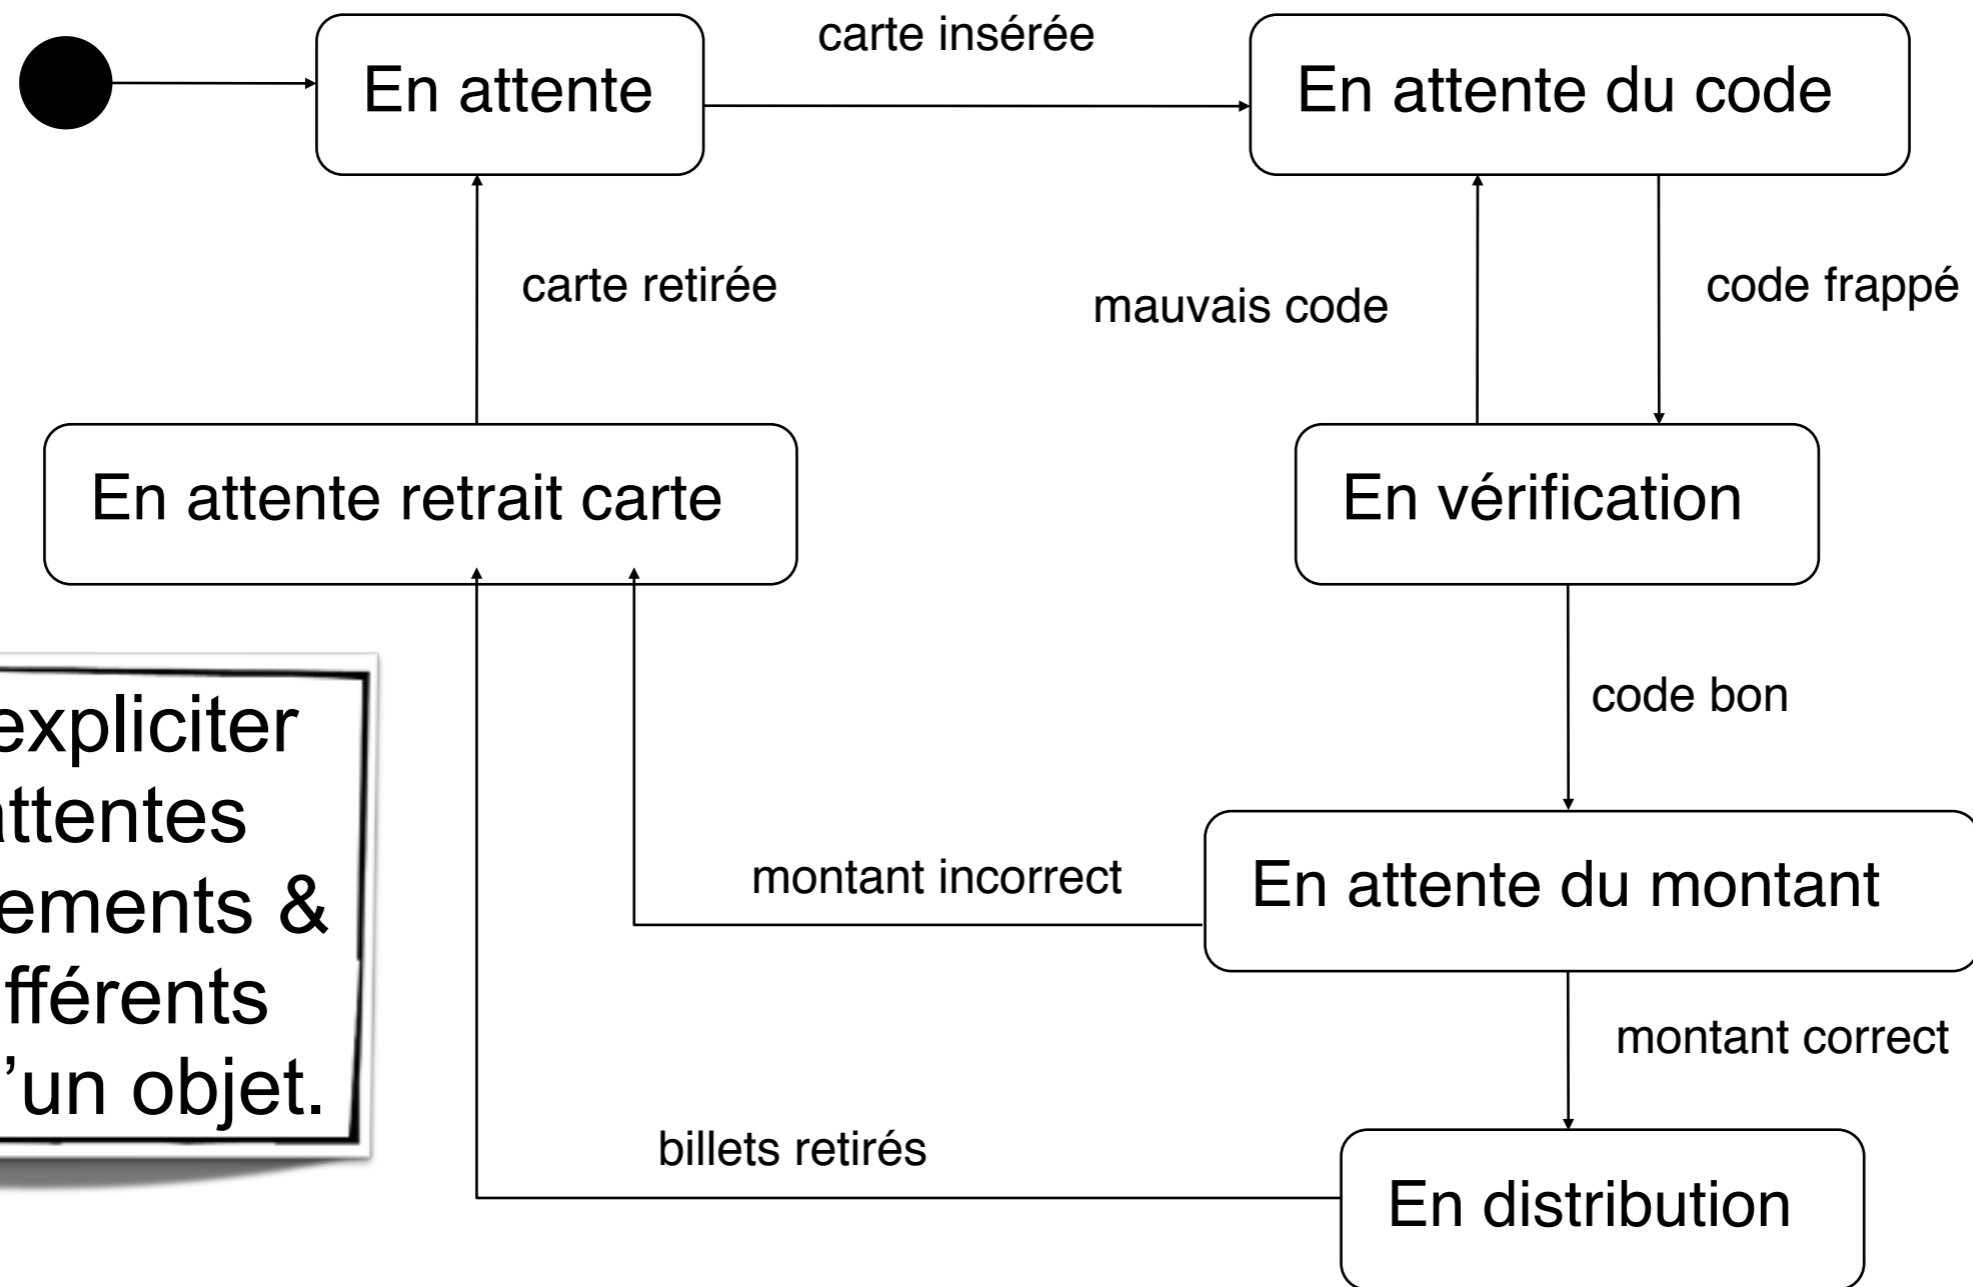 carte insérée
En attente
En attente du code
carte retirée
mauvais code
code frappé
En attente retrait carte
En vérification
expliciter
code bon
attentes
montant incorrect
En attente du montant
ements &
fférents
montant correct
'un objet.
billets retirés
En distribution